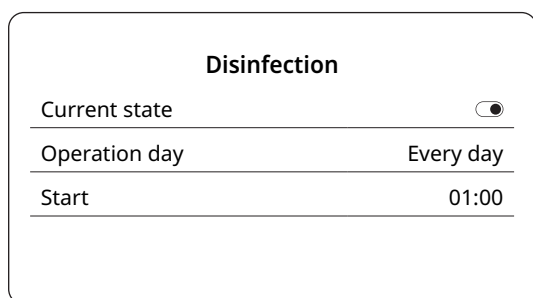 Disinfection
Current state
Operation day Every day
Start 01:00